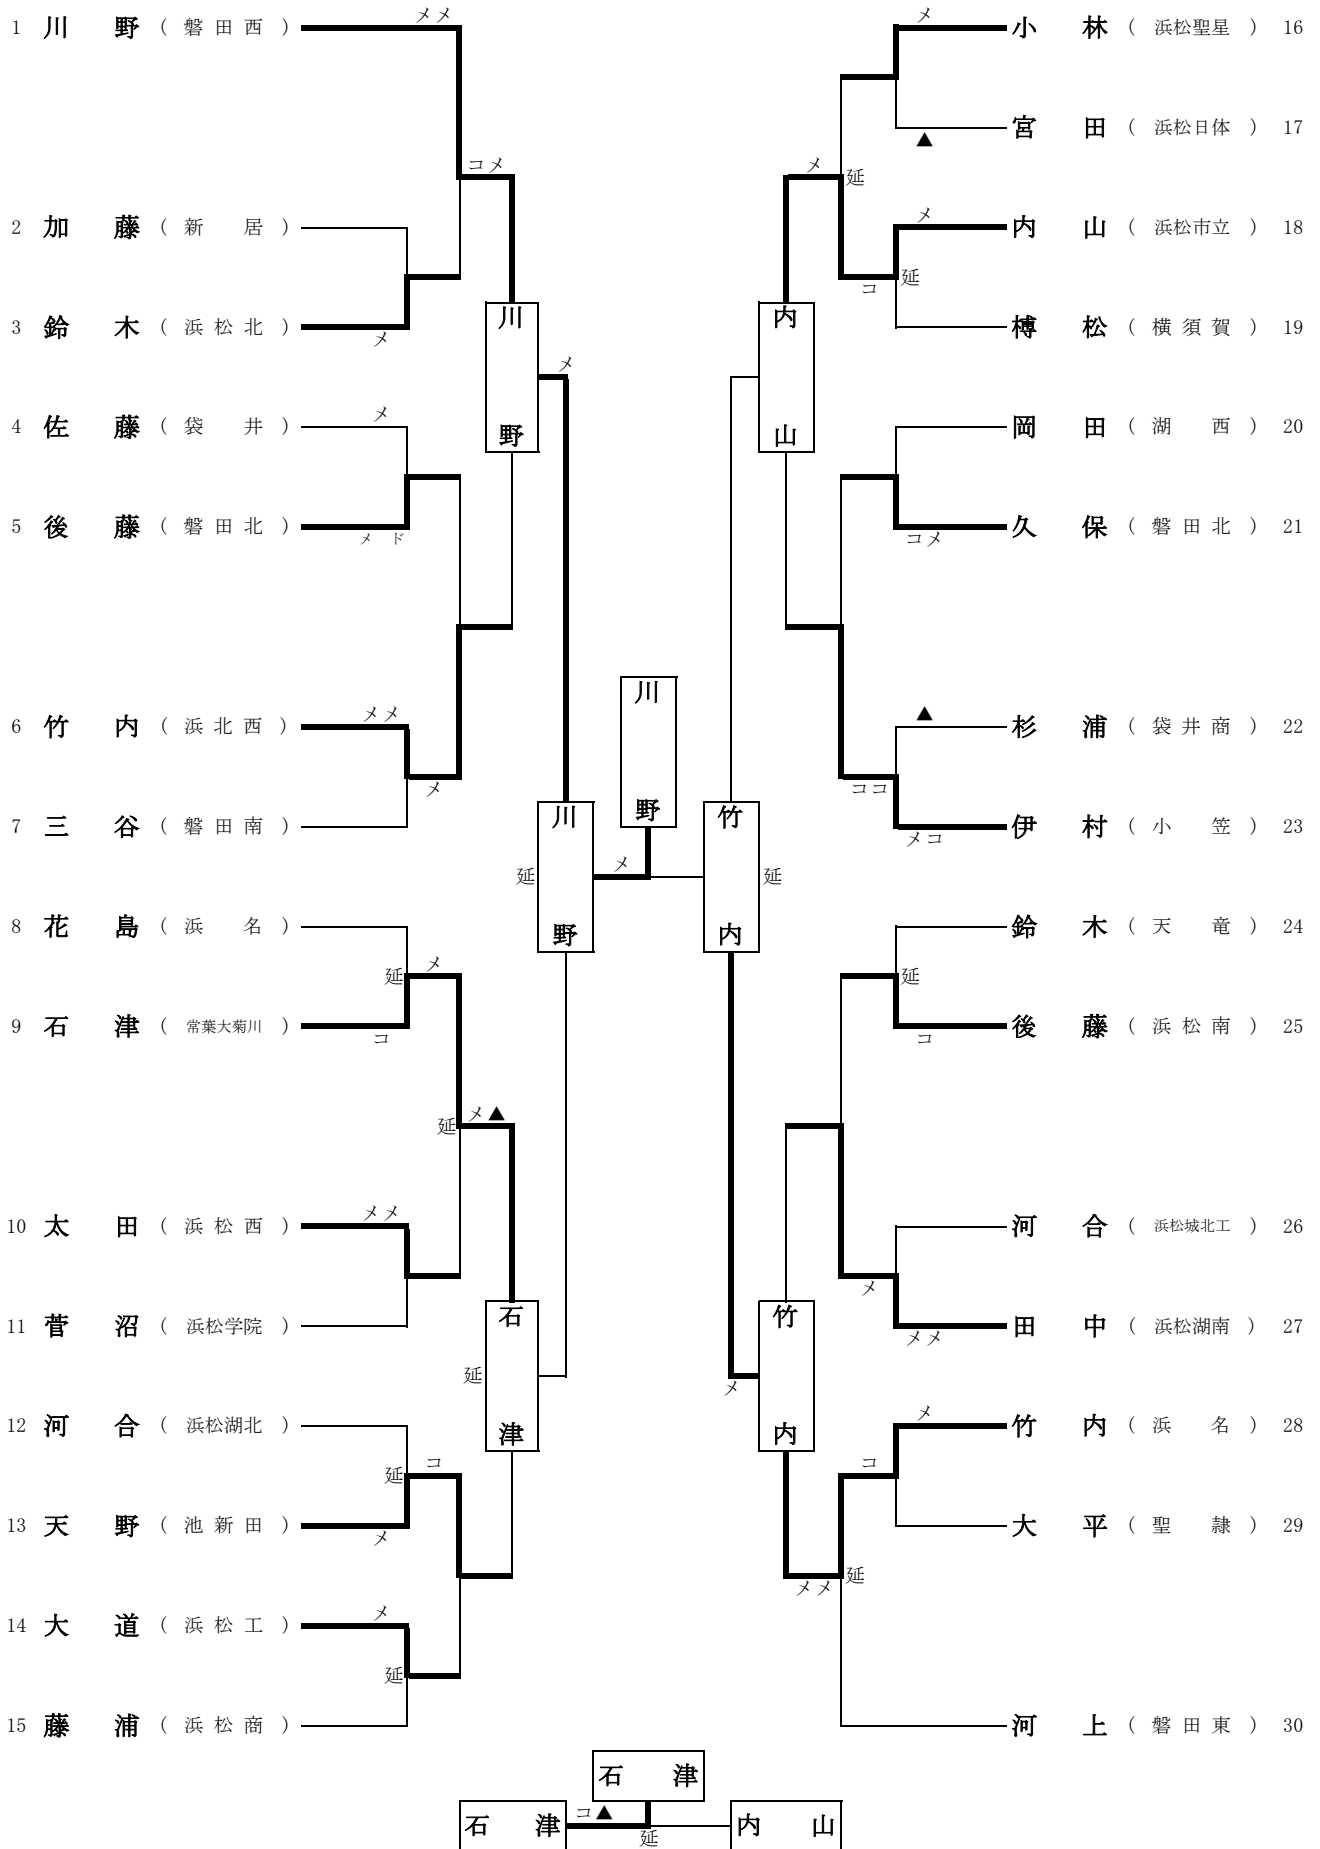 メメ
1 川 野 ( 磐 田 西 )
コメ
2 加 藤 ( 新 居 )
3 鈴 木 ( 浜 松 北 )
メ
川野
メ
メ
4 佐 藤 ( 袋 井 )
5 後 藤 ( 磐 田 北 )
メ ド
メメ
6 竹 内 ( 浜 北 西 )
メ
7 三 谷 ( 磐 田 南 )
川野
延
8 花 島 ( 浜 名 )
延 メ
9 石 津 ( 常葉大菊川 )
コ
延 メ▲
メメ
10 太 田 ( 浜 松 西 )
11 菅 沼 ( 浜松学院 )
石津
延
12 河 合 ( 浜松湖北 )
延 コ
13 天 野 ( 池 新 田 )
メ
メ
14 大 道 ( 浜 松 工 )
延
15 藤 浦 ( 浜 松 商 )
川野
メ
メ
小 林 ( 浜松聖星 ) 16
宮 田 ( 浜松日体 ) 17
▲
メ 延
メ
内 山 ( 浜松市立 ) 18
コ 延
榑 松 ( 横 須 賀 ) 19
内山
岡 田 ( 湖 西 ) 20
久 保 ( 磐 田 北 ) 21
コメ
▲
杉 浦 ( 袋 井 商 ) 22
ココ
伊 村 ( 小 笠 ) 23
メコ
竹内
延
鈴 木 ( 天 竜 ) 24
延
後 藤 ( 浜 松 南 ) 25
コ
河 合 ( 浜松城北工 ) 26
メ
田 中 ( 浜松湖南 ) 27
メメ
竹内
メ
メ
竹 内 ( 浜 名 ) 28
コ
大 平 ( 聖 隷 ) 29
メメ 延
河 上 ( 磐 田 東 ) 30
石 津
石 津 コ▲ 延 内 山